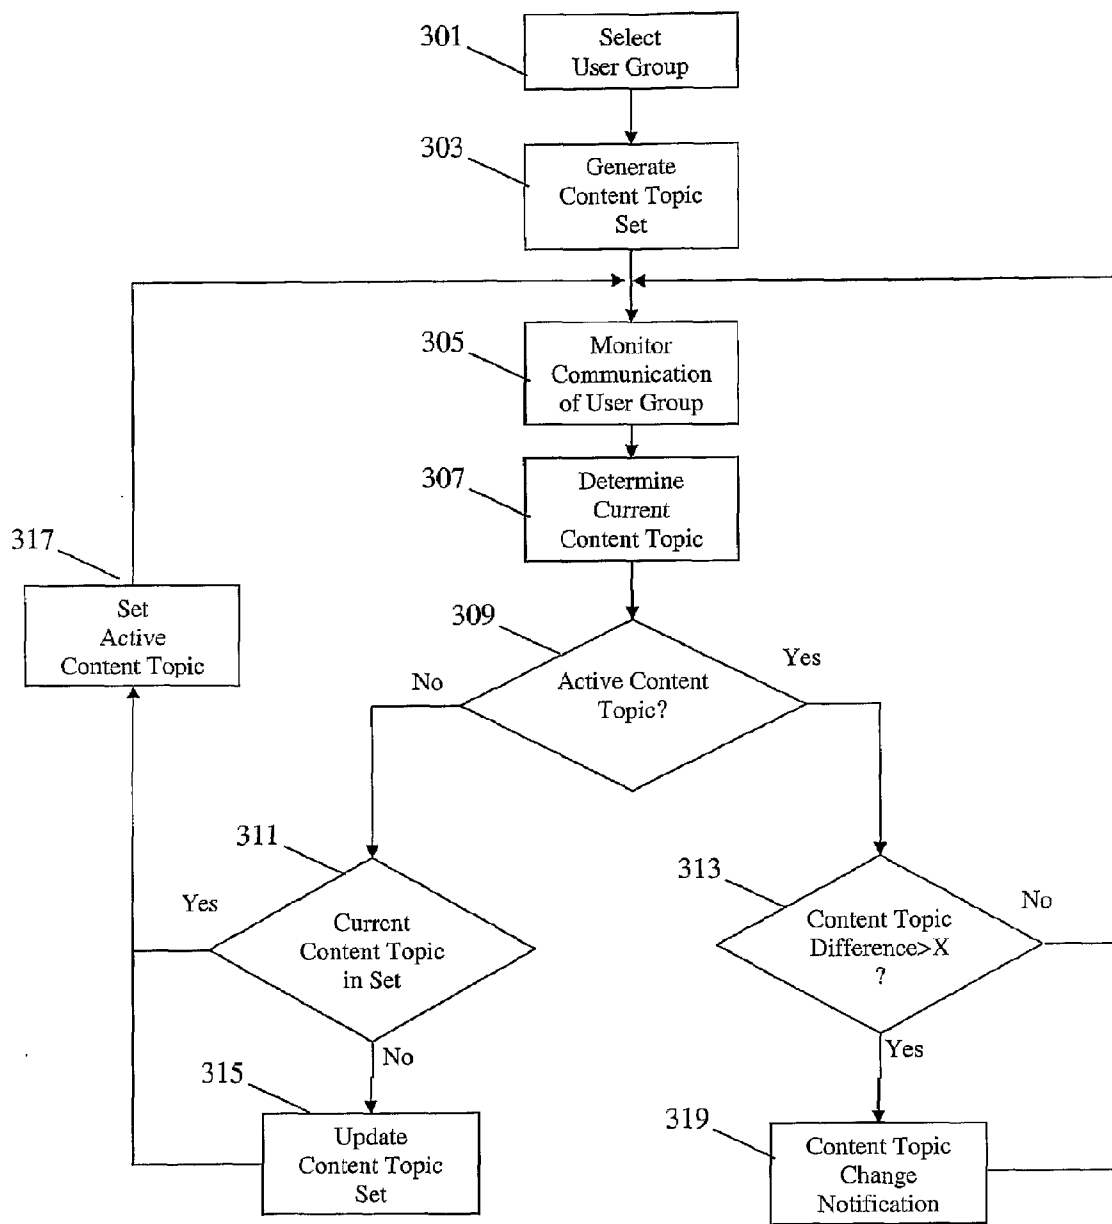 301
Select
User Group
303
Generate
Content Topic
Set
305
Monitor
Communication
of User Group
307
Determine
Current
Content Topic
317
Set
Active
Content Topic
309
Active Content
Topic?
No
Yes
311
Current
Content Topic
in Set
Yes
No
313
Content Topic
Difference>X
?
No
Yes
315
Update
Content Topic
Set
319
Content Topic
Change
Notification